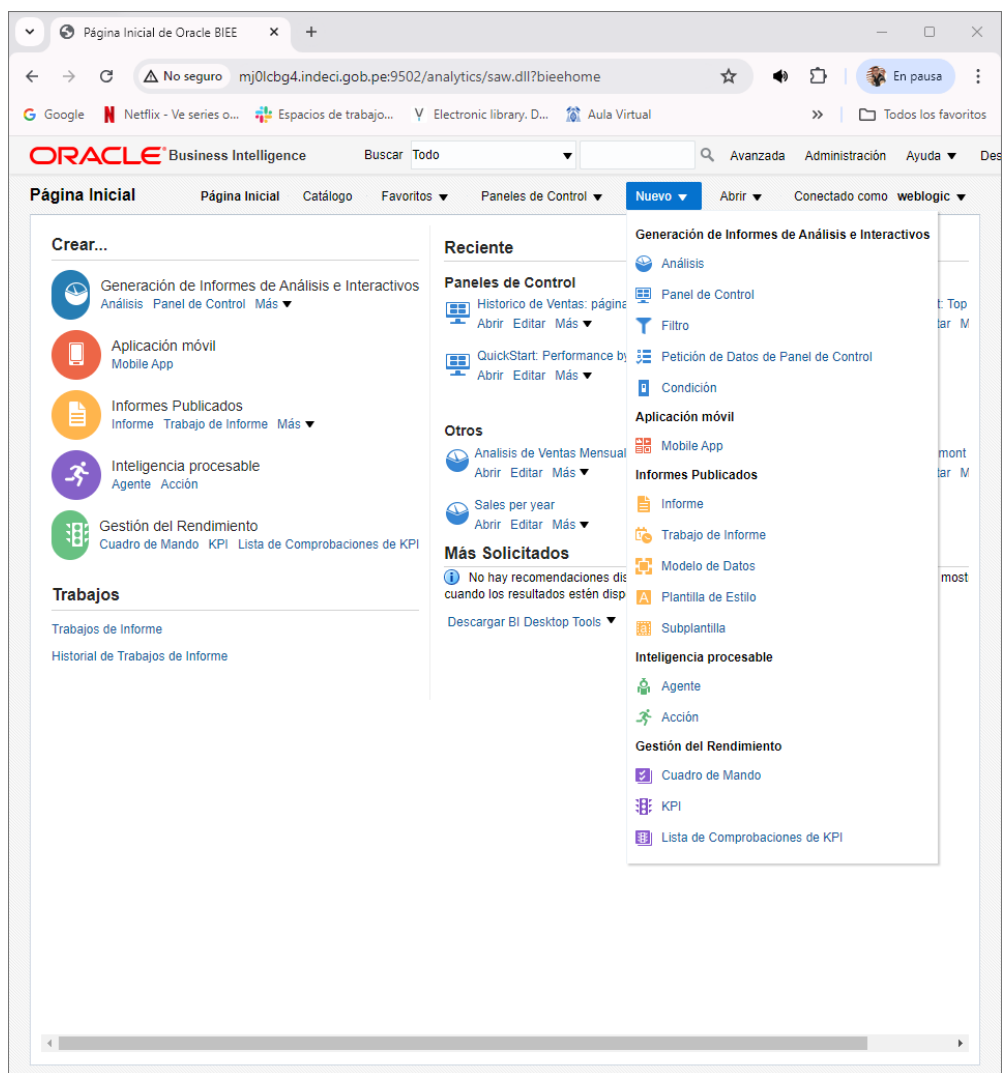 Página Inicial de Oracle BIEE
No seguro mj0lcbg4.indeci.gob.pe:9502/analytics/saw.dll?bieehome
En pausa
Google
Netflix - Ve series o...
Espacios de trabajo...
Electronic library. D...
Aula Virtual
Todos los favoritos
ORACLE Business Intelligence
Buscar Todo
Avanzada
Administración
Ayuda
Des
Página Inicial
Página Inicial
Catálogo
Favoritos
Paneles de Control
Nuevo
Abrir
Conectado como weblogic
Crear...
Generación de Informes de Análisis e Interactivos
Análisis Panel de Control Más
Aplicación móvil
Mobile App
Informes Publicados
Informe Trabajo de Informe Más
Inteligencia procesable
Agente Acción
Gestión del Rendimiento
Cuadro de Mando KPI Lista de Comprobaciones de KPI
Trabajos
Trabajos de Informe
Historial de Trabajos de Informe
Reciente
Paneles de Control
Historico de Ventas: página
Abrir Editar Más
QuickStart: Performance by
Abrir Editar Más
Otros
Analisis de Ventas Mensual
Abrir Editar Más
Sales per year
Abrir Editar Más
Más Solicitados
No hay recomendaciones dis
cuando los resultados estén disp
Descargar BI Desktop Tools
Generación de Informes de Análisis e Interactivos
Análisis
Panel de Control
Filtro
Petición de Datos de Panel de Control
Condición
Aplicación móvil
Mobile App
Informes Publicados
Informe
Trabajo de Informe
Modelo de Datos
Plantilla de Estilo
Subplantilla
Inteligencia procesable
Agente
Acción
Gestión del Rendimiento
Cuadro de Mando
KPI
Lista de Comprobaciones de KPI
t: Top
tar M
mont
tar M
most